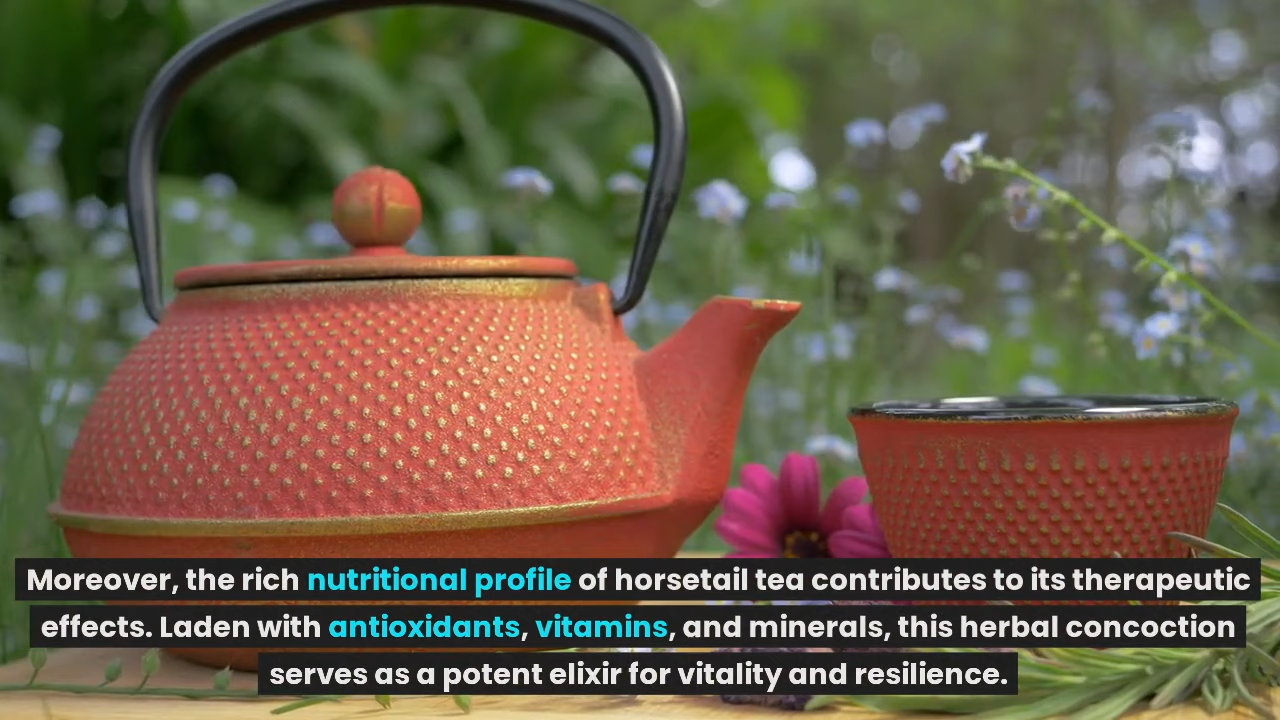 Moreover, the rich nutritional profile of horsetail tea contributes to its therapeutic
effects. Laden with antioxidants, vitamins, and minerals, this herbal concoction
serves as a potent elixir for vitality and resilience.